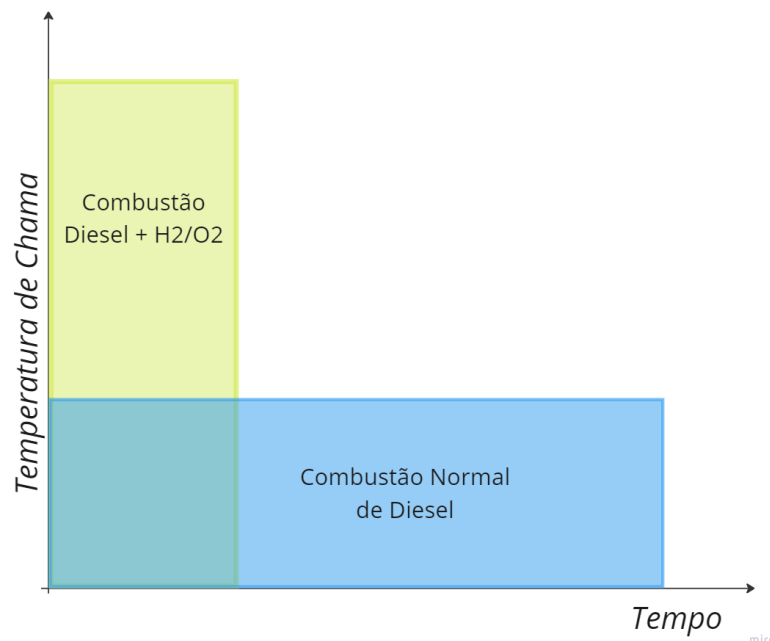 Temperatura de Chama
Combustão
Diesel + H2/O2
Combustão Normal
de Diesel
Tempo